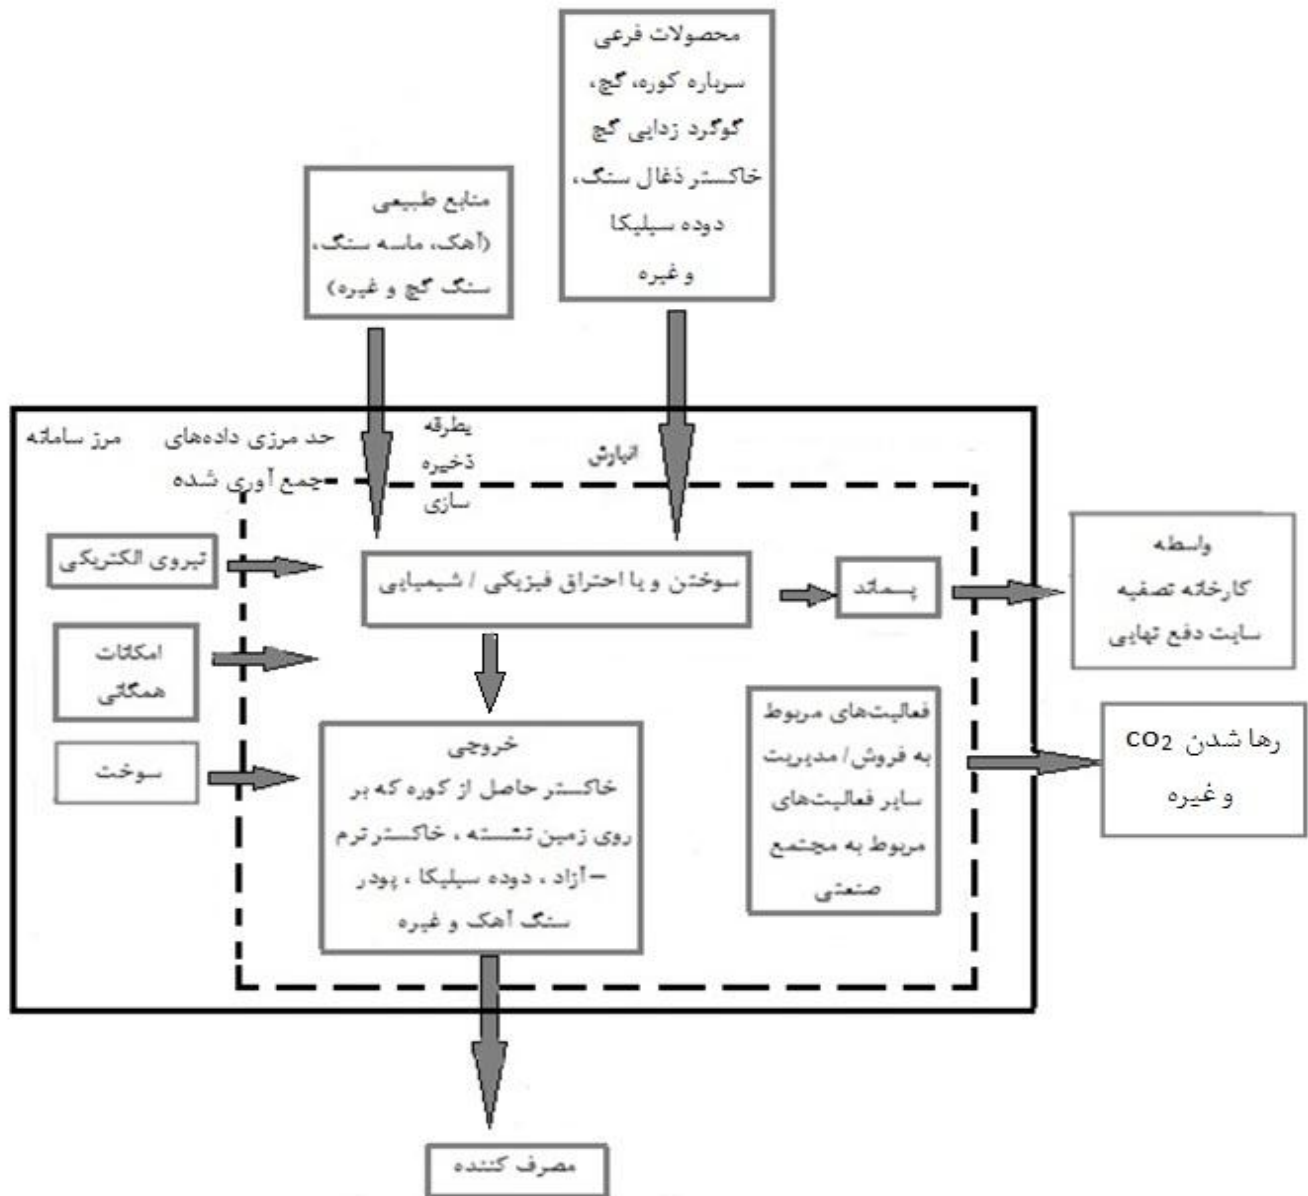 محصولات فرعی
سرباره کوره، گچ،
گوگرد زدایی گچ
خاکستر ذغال سنگ،
دوده سیلیکا
و غیره
منابع طبیعی
(آهک، ماسه سنگ،
سنگ گچ و غیره)
مرز سامانه
حد مرزی داده‌های
جمع آوری شده
یطرقه
ذخیره
سازی
انبارش
نیروی الکتریکی
امکانات
همگانی
سوخت
سوختن و یا احتراق فیزیکی / شیمیایی
پسماند
واسطه
کارخانه تصفیه
سایت دفع نهایی
فعالیت‌های مربوط
به فروش/ مدیریت
سایر فعالیت‌های
مربوط به مجتمع
صنعتی
رها شدن CO2
و غیره
خروجی
خاکستر حاصل از کوره که بر
روی زمین نشسته ، خاکستر نرم
–آزاد ، دوده سیلیکا ، پودر
سنگ آهک و غیره
مصرف کننده